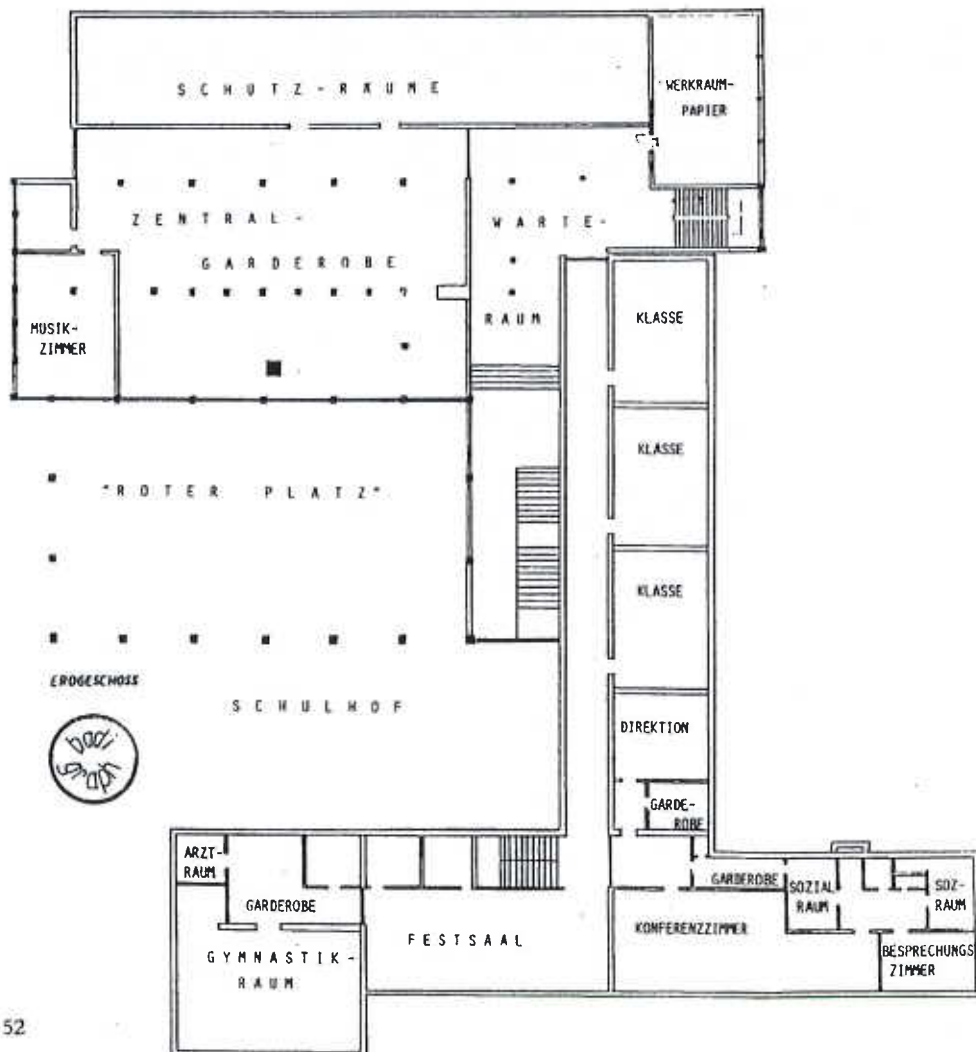 SCHUTZ-RÄUME
WERKRAUM-
PAPIER
ZENTRAL-
GARDEROBE
WARTE-
RAUM
MUSIK-
ZIMMER
KLASSE
KLASSE
KLASSE
"ROTER PLATZ"
ERDGESCHOSS
SCHULHOF
badi
graph
DIREKTION
GARDE-
ROBE
ARZT-
RAUM
GARDEROBE
GYMNASTIK-
RAUM
FESTSAAL
GARDEROBE
SOZIAL
RAUM
SOZ-
RAUM
KONFERENZZIMMER
BESPRECHUNGS
ZIMMER
52